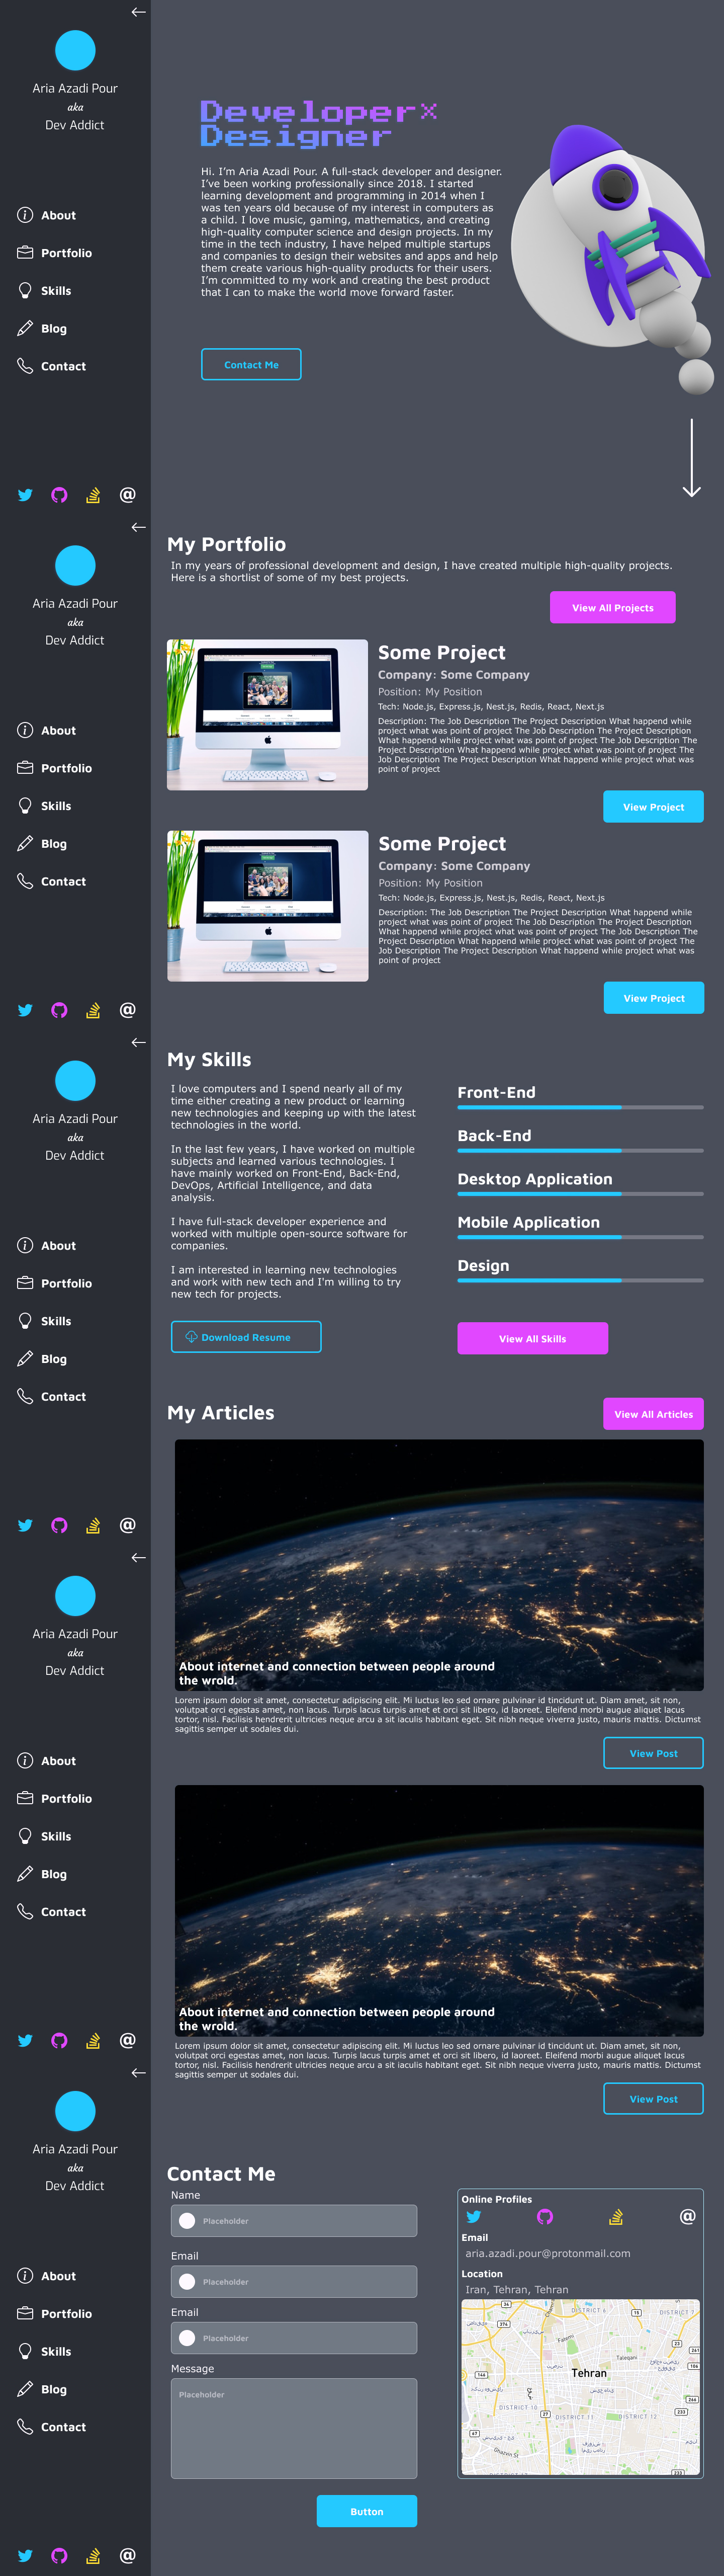 Aria Azadi Pour
aka
Dev Addict
About
Portfolio
Skills
Blog
Contact
@
Developer×
Designer
Hi. I'm Aria Azadi Pour. A full-stack developer and designer.
I've been working professionally since 2018. I started
learning development and programming in 2014 when I
was ten years old because of my interest in computers as
a child. I love music, gaming, mathematics, and creating
high-quality computer science and design projects. In my
time in the tech industry, I have helped multiple startups
and companies to design their websites and apps and help
them create various high-quality products for their users.
I'm committed to my work and creating the best product
that I can to make the world move forward faster.
Contact Me
Aria Azadi Pour
aka
Dev Addict
About
Portfolio
Skills
Blog
Contact
@
My Portfolio
In my years of professional development and design, I have created multiple high-quality projects.
Here is a shortlist of some of my best projects.
View All Projects
Some Project
Company: Some Company
Position: My Position
Tech: Node.js, Express.js, Nest.js, Redis, React, Next.js
Description: The Job Description The Project Description What happend while
project what was point of project The Job Description The Project Description
What happend while project what was point of project The Job Description The
Project Description What happend while project what was point of project The
Job Description The Project Description What happend while project what was
point of project
View Project
Some Project
Company: Some Company
Position: My Position
Tech: Node.js, Express.js, Nest.js, Redis, React, Next.js
Description: The Job Description The Project Description What happend while
project what was point of project The Job Description The Project Description
What happend while project what was point of project The Job Description The
Project Description What happend while project what was point of project The
Job Description The Project Description What happend while project what was
point of project
View Project
Aria Azadi Pour
aka
Dev Addict
About
Portfolio
Skills
Blog
Contact
@
My Skills
I love computers and I spend nearly all of my
time either creating a new product or learning
new technologies and keeping up with the latest
technologies in the world.
In the last few years, I have worked on multiple
subjects and learned various technologies. I
have mainly worked on Front-End, Back-End,
DevOps, Artificial Intelligence, and data
analysis.
I have full-stack developer experience and
worked with multiple open-source software for
companies.
I am interested in learning new technologies
and work with new tech and I'm willing to try
new tech for projects.
Download Resume
Front-End
Back-End
Desktop Application
Mobile Application
Design
View All Skills
My Articles
View All Articles
About internet and connection between people around
the wrold.
Lorem ipsum dolor sit amet, consectetur adipiscing elit. Mi luctus leo sed ornare pulvinar id tincidunt ut. Diam amet, sit non,
volutpat orci egestas amet, non lacus. Turpis lacus turpis amet et orci sit libero, id laoreet. Eleifend morbi augue aliquet lacus
tortor, nisl. Facilisis hendrerit ultricies neque arcu a sit iaculis habitant eget. Sit nibh neque viverra justo, mauris mattis. Dictumst
sagittis semper ut sodales dui.
View Post
Aria Azadi Pour
aka
Dev Addict
About
Portfolio
Skills
Blog
Contact
@
About internet and connection between people around
the wrold.
Lorem ipsum dolor sit amet, consectetur adipiscing elit. Mi luctus leo sed ornare pulvinar id tincidunt ut. Diam amet, sit non,
volutpat orci egestas amet, non lacus. Turpis lacus turpis amet et orci sit libero, id laoreet. Eleifend morbi augue aliquet lacus
tortor, nisl. Facilisis hendrerit ultricies neque arcu a sit iaculis habitant eget. Sit nibh neque viverra justo, mauris mattis. Dictumst
sagittis semper ut sodales dui.
View Post
Aria Azadi Pour
aka
Dev Addict
About
Portfolio
Skills
Blog
Contact
@
Contact Me
Name
Placeholder
Email
Placeholder
Email
Placeholder
Message
Placeholder
Button
Online Profiles
@
Email
aria.azadi.pour@protonmail.com
Location
Iran, Tehran, Tehran
DISTRICT 6
DISTRICT 7
Fatemi
Taleqani
Tehran
DISTRICT 10
DISTRICT 11
DISTRICT 12